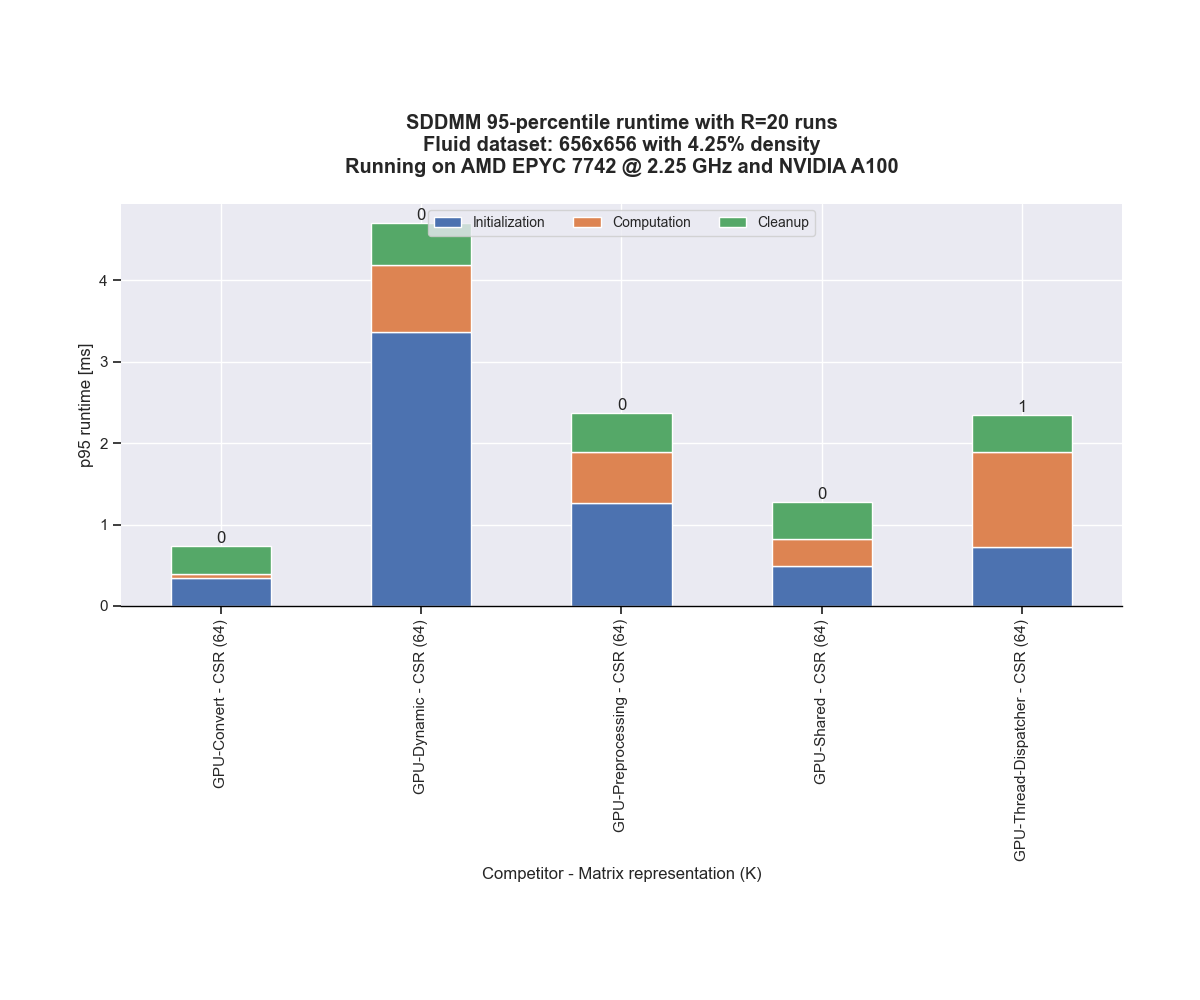 SDDMM 95-percentile runtime with R=20 runs
Fluid dataset: 656x656 with 4.25% density
Running on AMD EPYC 7742 @ 2.25 GHz and NVIDIA A100
Initialization Computation Cleanup
p95 runtime [ms]
4
3
2
1
0
0
0
0
0
1
GPU-Convert - CSR (64)
GPU-Dynamic - CSR (64)
GPU-Preprocessing - CSR (64)
GPU-Shared - CSR (64)
GPU-Thread-Dispatcher - CSR (64)
Competitor - Matrix representation (K)